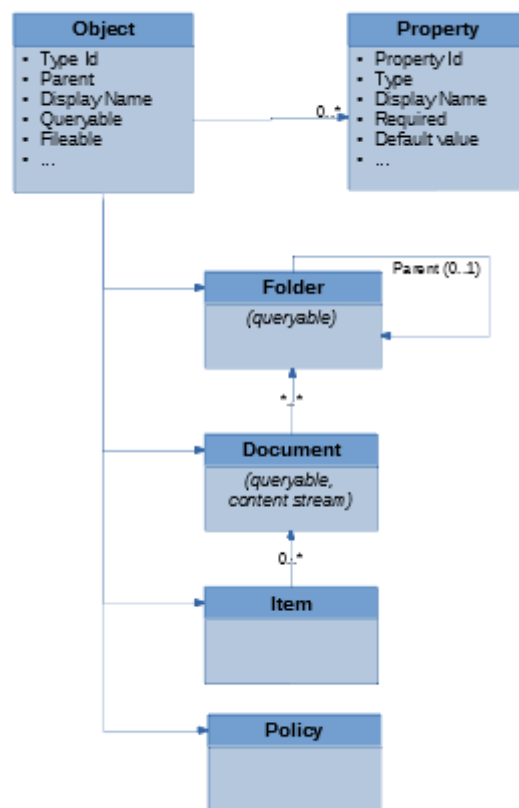 Object
▪ Type Id
▪ Parent
▪ Display Name
▪ Queryable
▪ Fileable
▪ ...
0..*
Property
▪ Property Id
▪ Type
▪ Display Name
▪ Required
▪ Default value
▪ ...
Parent (0..1)
Folder
(queryable)
*..*
Document
(queryable,
content stream)
0..*
Item
Policy